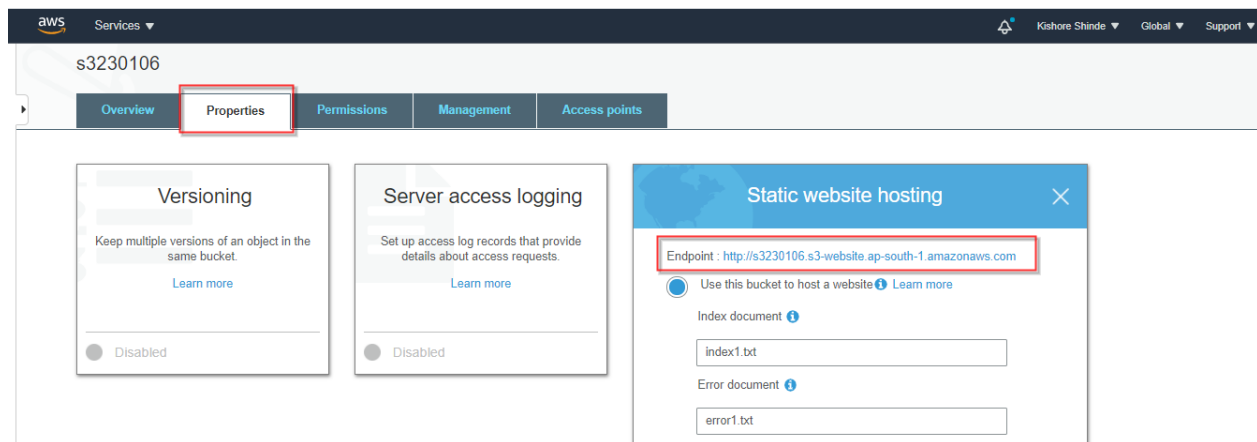 aws Services ▼ Kishore Shinde ▼ Global ▼ Support ▼
s3230106
Overview Properties Permissions Management Access points
Versioning
Keep multiple versions of an object in the
same bucket.
Learn more
Disabled
Server access logging
Set up access log records that provide
details about access requests.
Learn more
Disabled
Static website hosting
Endpoint : http://s3230106.s3-website.ap-south-1.amazonaws.com
Use this bucket to host a website Learn more
Index document
index1.txt
Error document
error1.txt